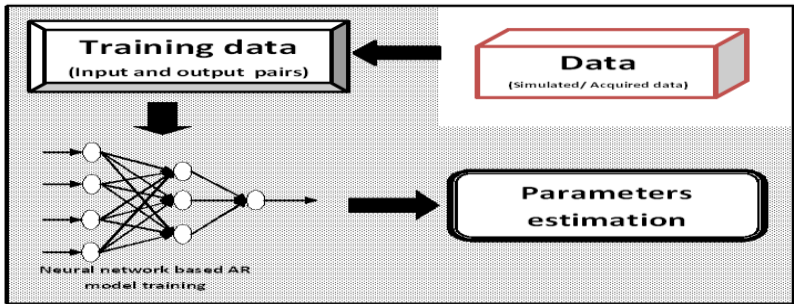 Training data
(Input and output pairs)
Data
(Simulated/ Acquired data)
Neural network based AR
model training
Parameters
estimation